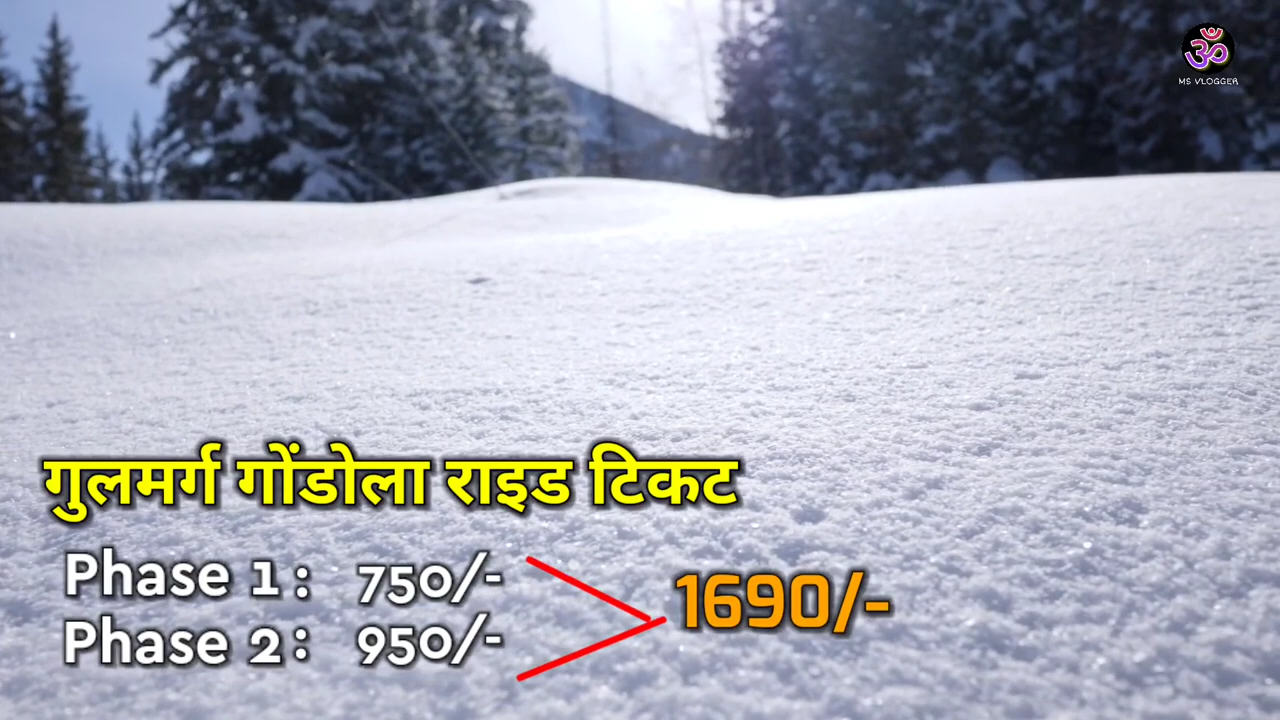 ॐ
MS VLOGGER
गुलमर्ग गोंडोला राइड टिकट
Phase 1 : 750/-
Phase 2 : 950/-
1690/-